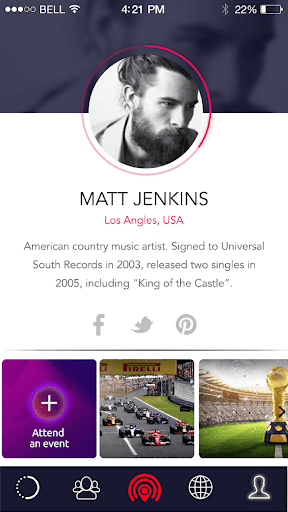 BELL 4:21 PM 22%
MATT JENKINS
Los Angles, USA
American country music artist. Signed to Universal
South Records in 2003, released two singles in
2005, including "King of the Castle”.
PIRELLI
Attend
an event